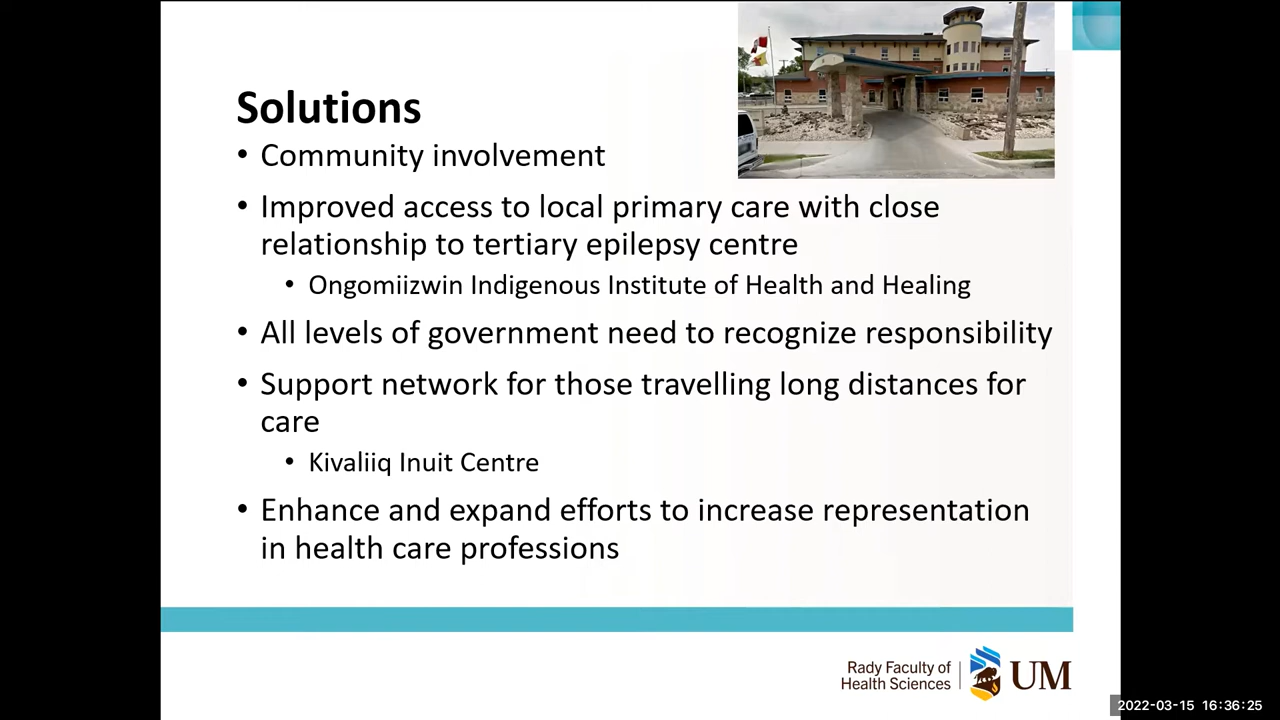 Solutions
• Community involvement
• Improved access to local primary care with close
relationship to tertiary epilepsy centre
• Ongomiizwin Indigenous Institute of Health and Healing
• All levels of government need to recognize responsibility
• Support network for those travelling long distances for
care
• Kivaliiq Inuit Centre
• Enhance and expand efforts to increase representation
in health care professions
Rady Faculty of
Health Sciences
UM
2022-03-15 16:36:25